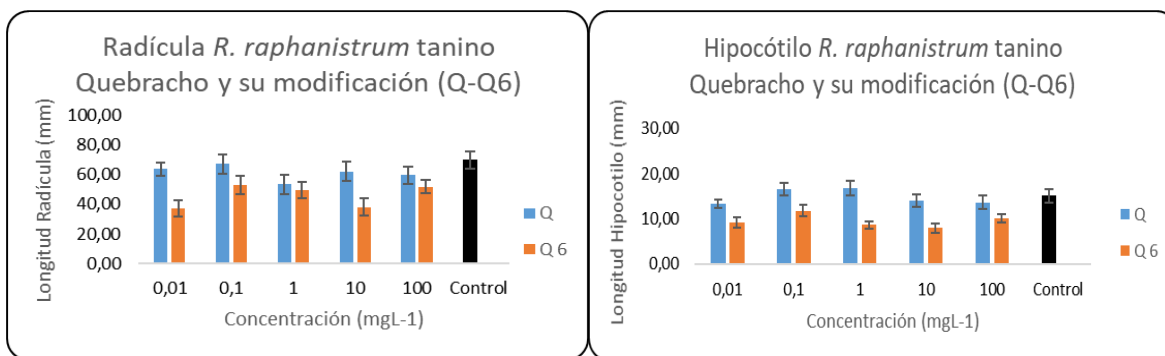 Radícula R. raphanistrum tanino
Quebracho y su modificación (Q-Q6)
Longitud Radícula (mm)
100,00
80,00
60,00
40,00
20,00
0,00
0,01 0,1 1 10 100 Control
Concentración (mgL-1)
Q
Q 6
Hipocótilo R. raphanistrum tanino
Quebracho y su modificación (Q-Q6)
Longitud Hipocotilo (mm)
30,00
20,00
10,00
0,00
0,01 0,1 1 10 100 Control
Concentración (mgL-1)
Q
Q 6